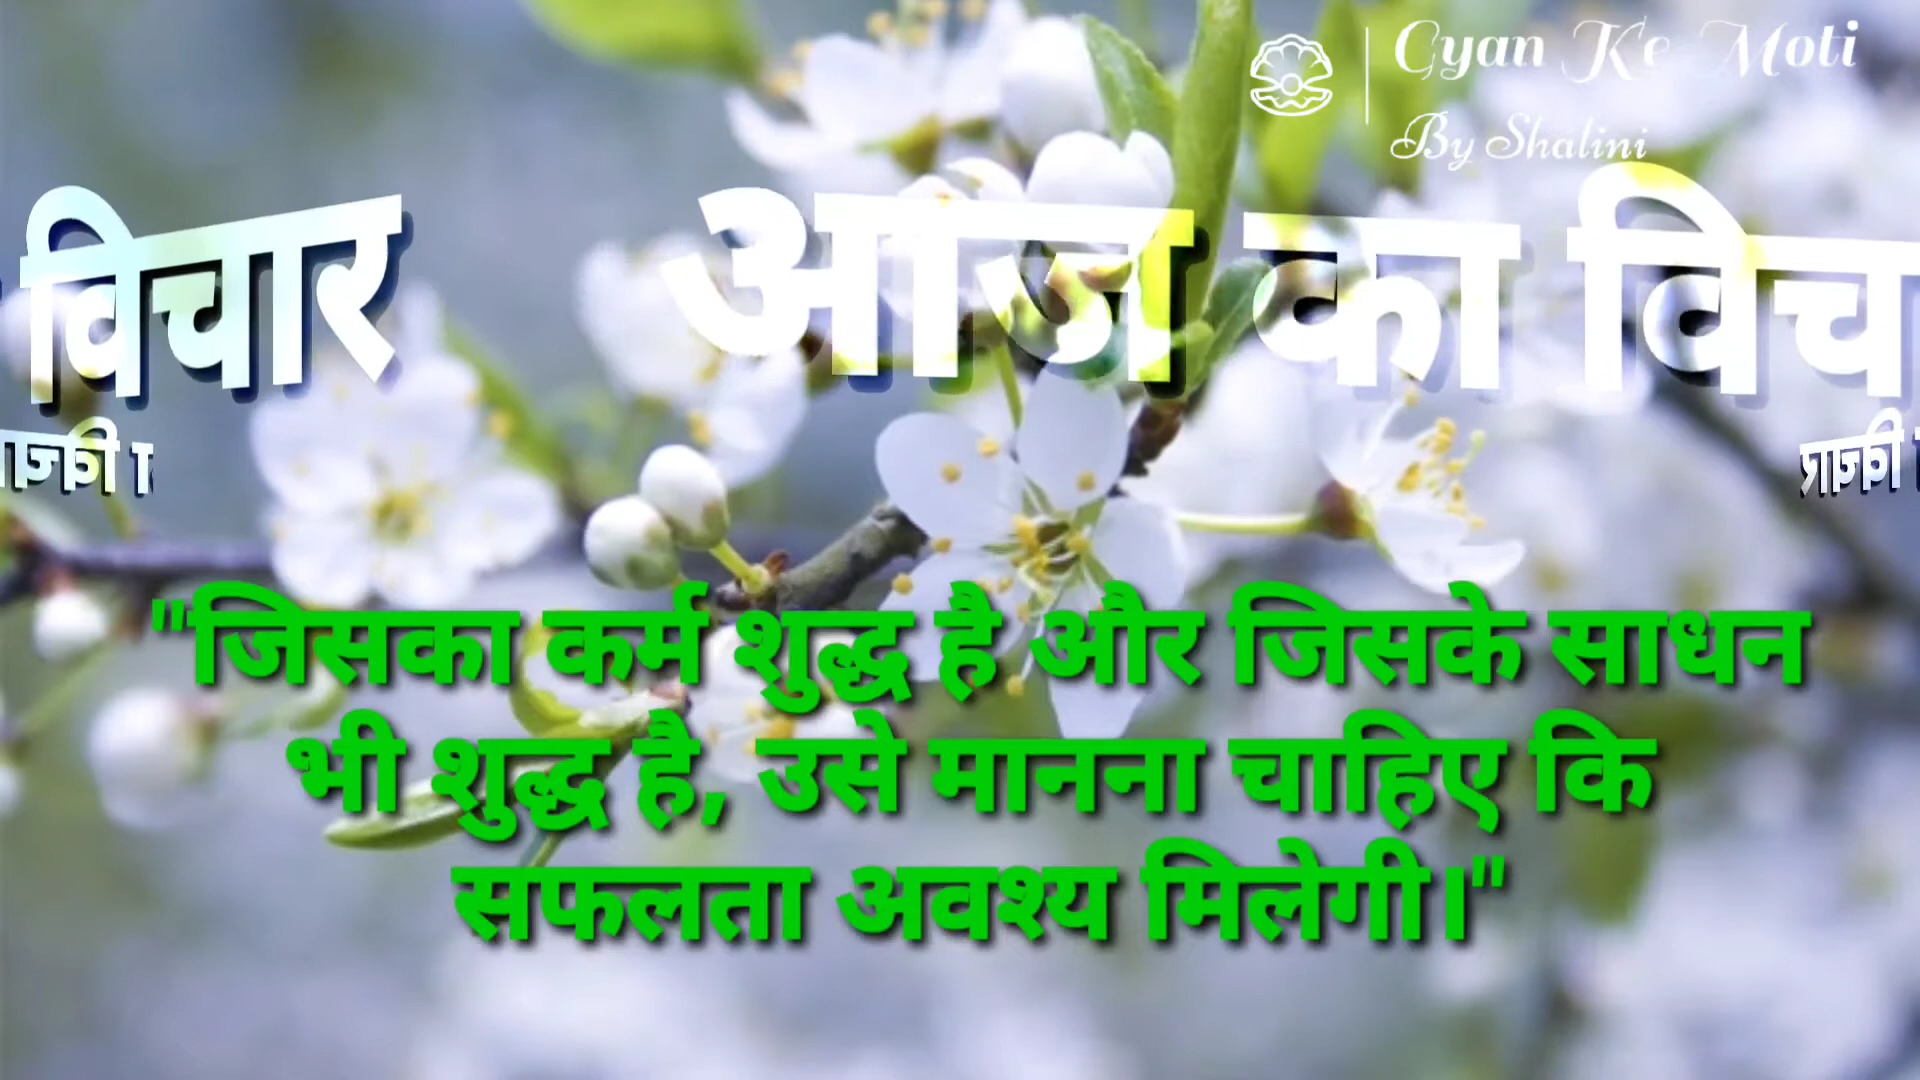 Gyan Ke Moti
By Shalini
विचार
आज का विच
"जिसका कर्म शुद्ध है और जिसके साधन
भी शुद्ध है, उसे मानना चाहिए कि
सफलता अवश्य मिलेगी।"